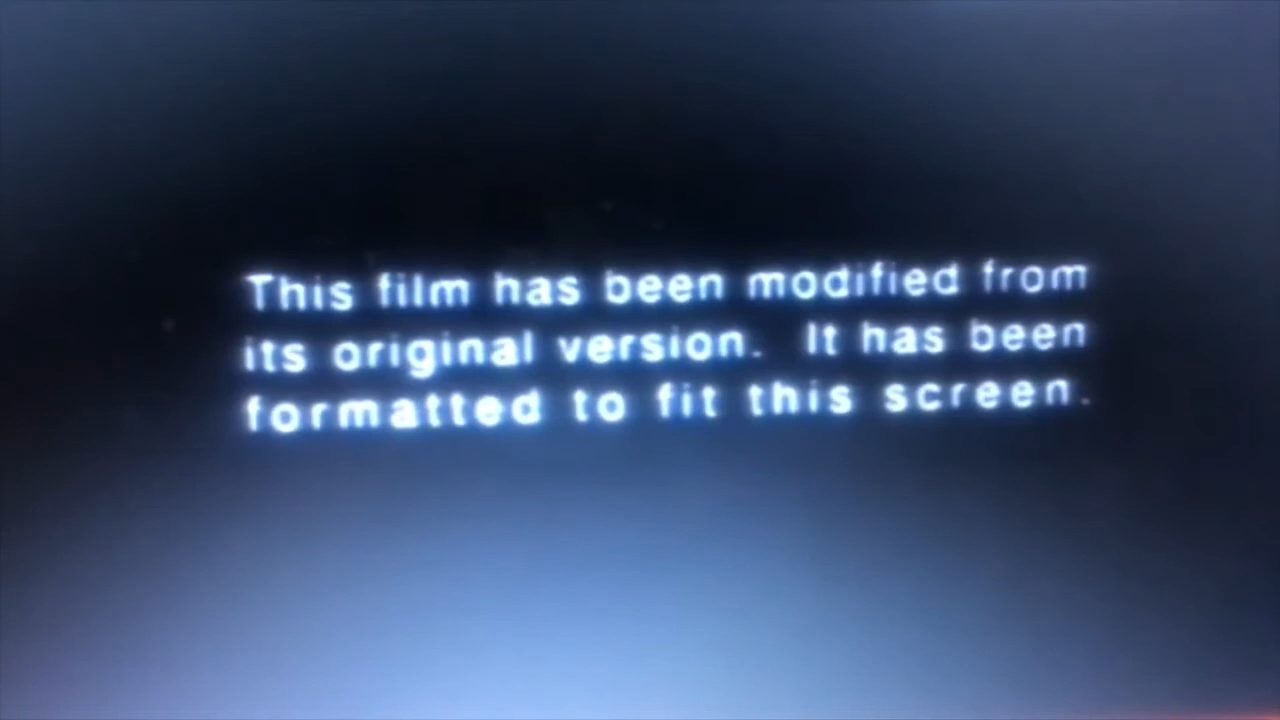 This film has been modified from
its original version.  It has been
formatted to fit this screen.